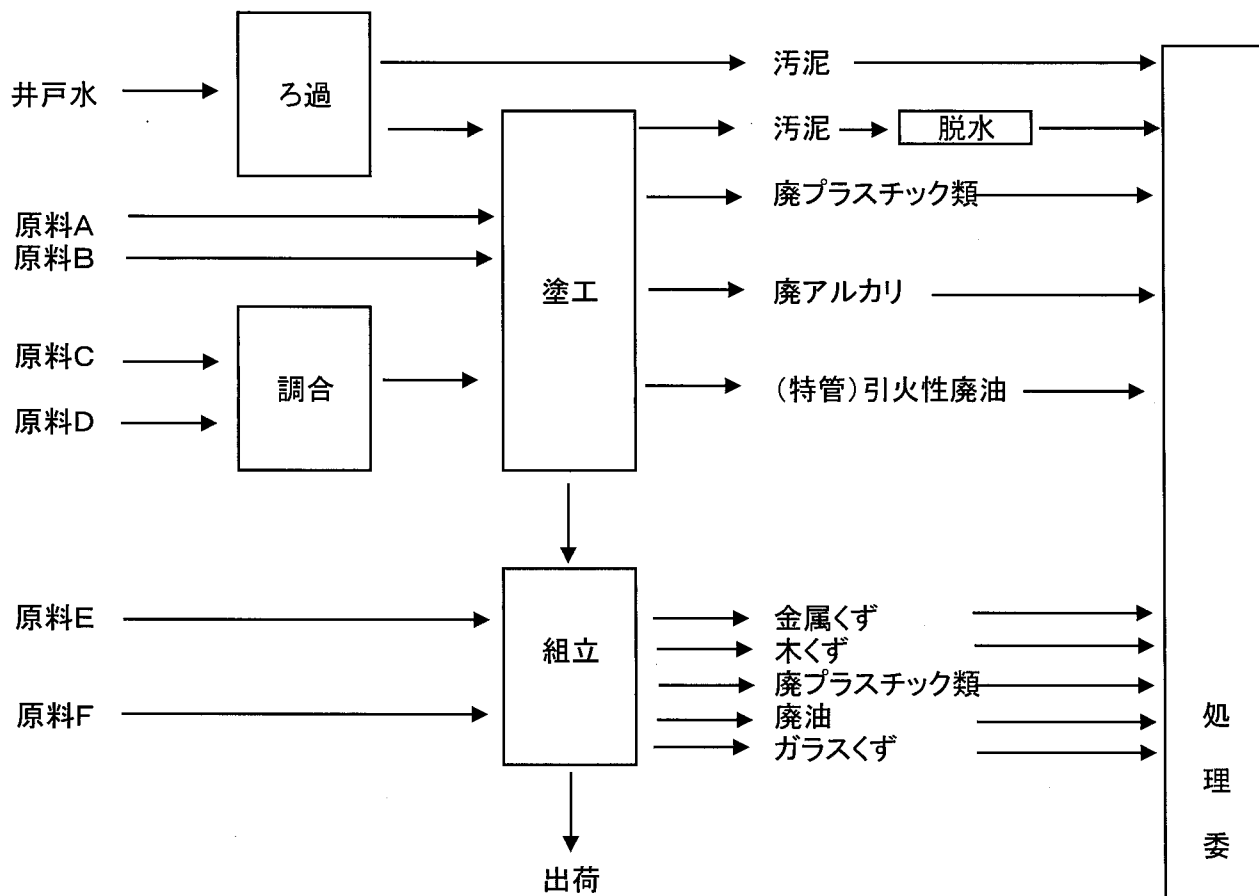 井戸水
ろ過
汚泥
汚泥
脱水
廃プラスチック類
原料A
原料B
塗工
廃アルカリ
原料C
原料D
調合
(特管)引火性廃油
原料E
原料F
組立
金属くず
木くず
廃プラスチック類
廃油
ガラスくず
出荷
処理委